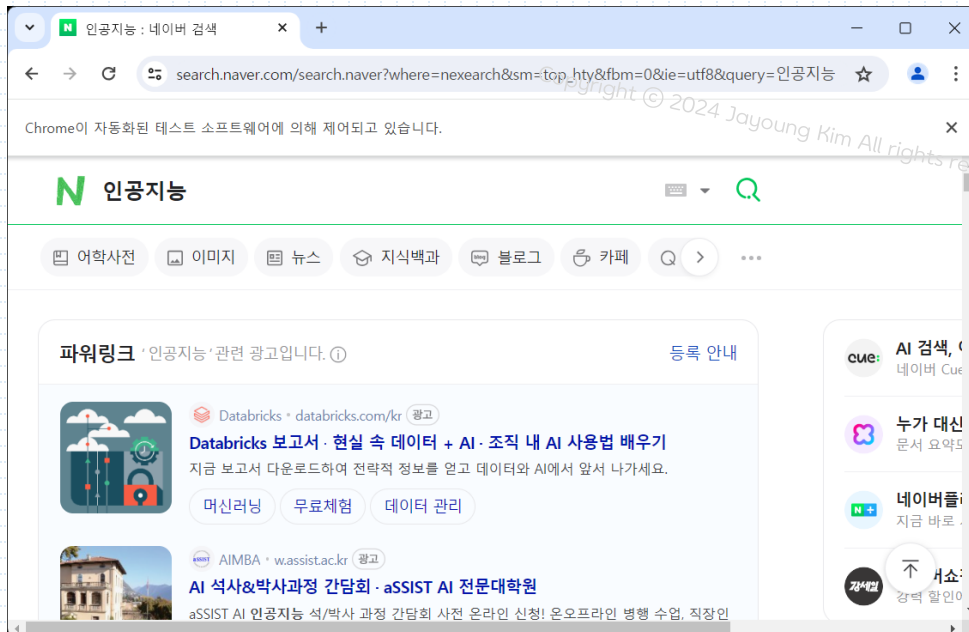 인공지능 : 네이버 검색
search.naver.com/search.naver?where=nexearch&sm=top_hty&fbm=0&ie=utf8&query=인공지능
Copyright © 2024 Jayoung Kim All rights re
Chrome이 자동화된 테스트 소프트웨어에 의해 제어되고 있습니다.
N 인공지능
어학사전 이미지 뉴스 지식백과 블로그 카페
파워링크 '인공지능'관련 광고입니다. 등록 안내
Databricks · databricks.com/kr 광고
Databricks 보고서 · 현실 속 데이터 + AI · 조직 내 AI 사용법 배우기
지금 보고서 다운로드하여 전략적 정보를 얻고 데이터와 AI에서 앞서 나가세요.
머신러닝 무료체험 데이터 관리
assist AIMBA · w.assist.ac.kr 광고
AI 석사&박사과정 간담회 · aSSIST AI 전문대학원
aSSIST AI 인공지능 석/박사 과정 간담회 사전 온라인 신청! 온오프라인 병행 수업, 직장인
cue: AI 검색,
네이버 Cue
누가 대신
문서 요약도
N + 네이버플
지금 바로
강세일 버쇼
강력 할인에